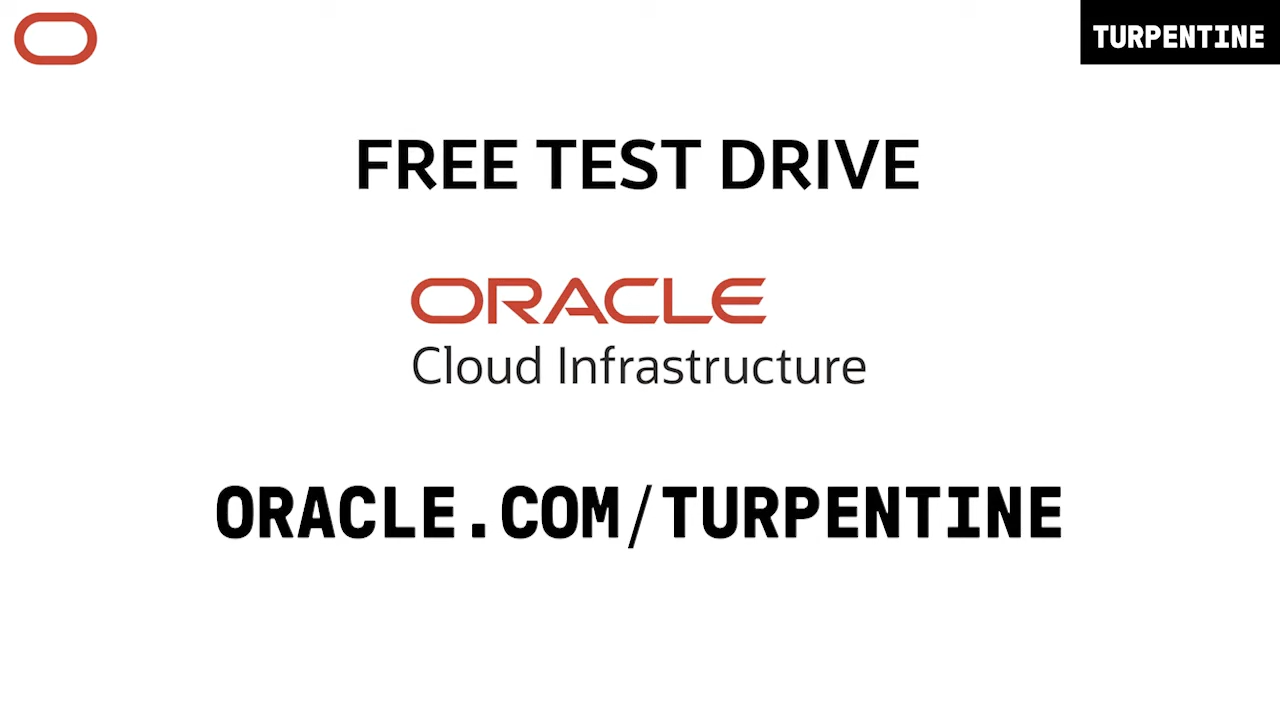 TURPENTINE
FREE TEST DRIVE
ORACLE
Cloud Infrastructure
ORACLE.COM/TURPENTINE